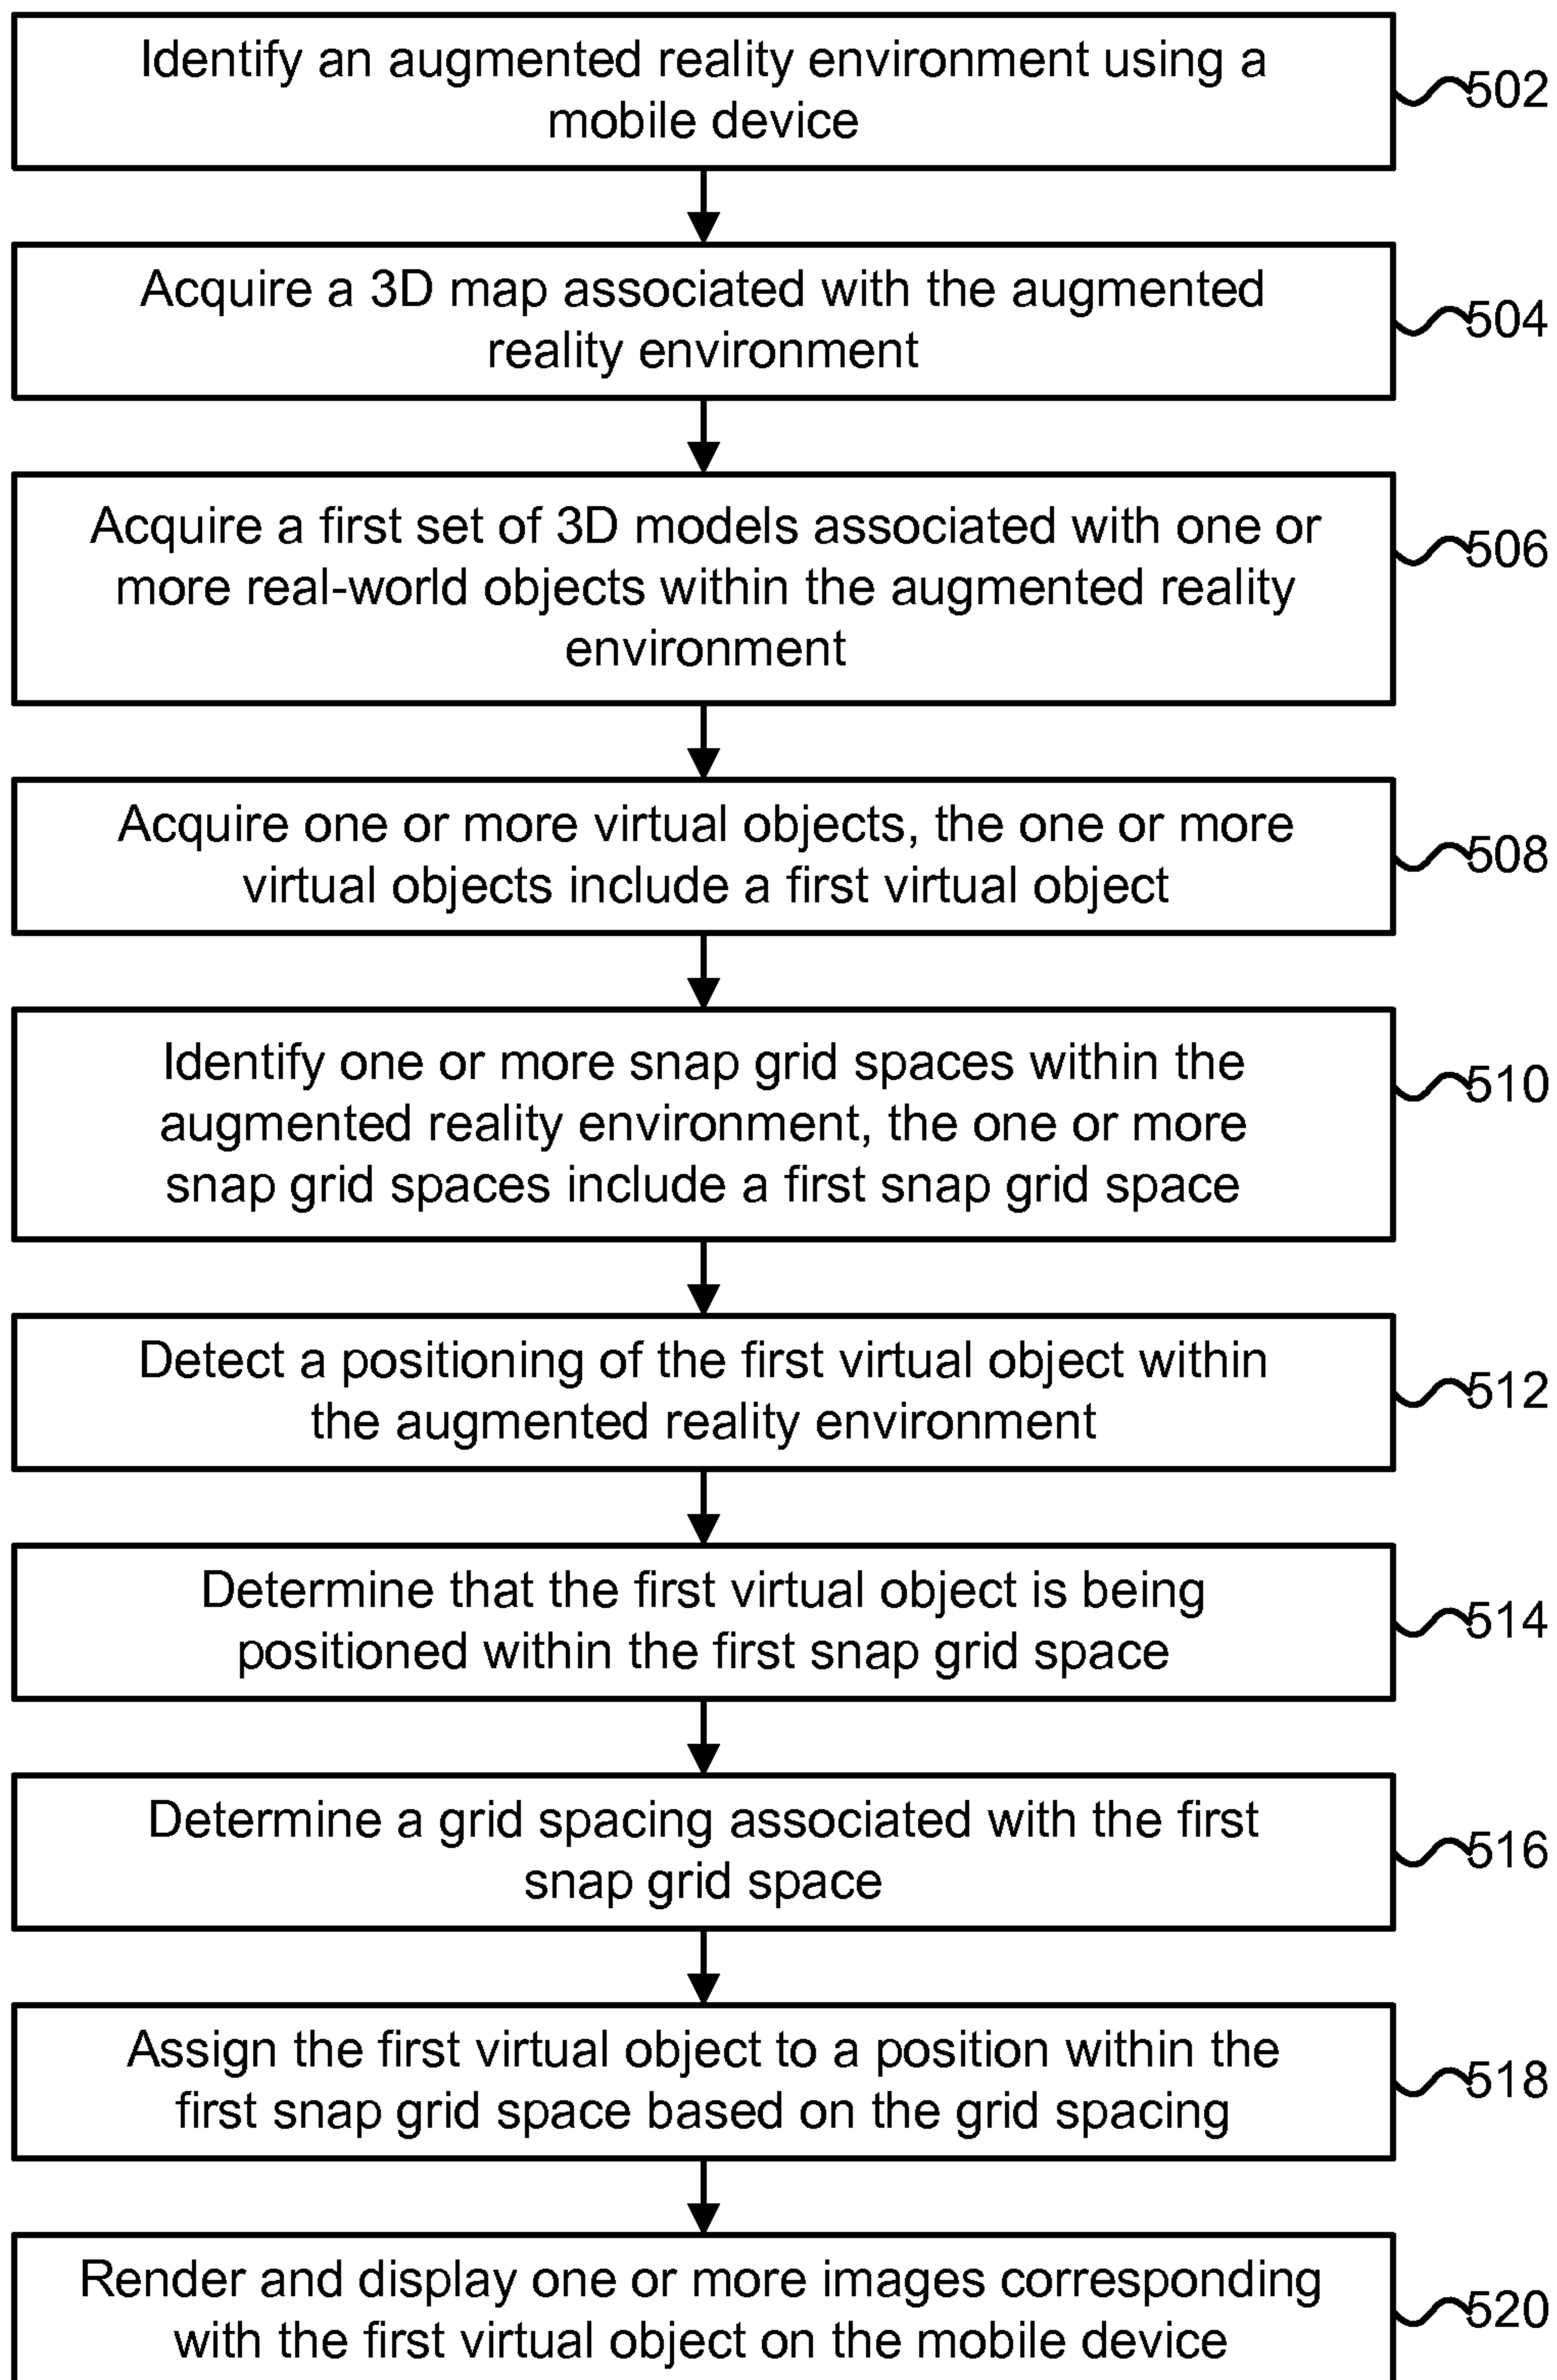 Identify an augmented reality environment using a
mobile device
502
Acquire a 3D map associated with the augmented
reality environment
504
Acquire a first set of 3D models associated with one or
more real-world objects within the augmented reality
environment
506
Acquire one or more virtual objects, the one or more
virtual objects include a first virtual object
508
Identify one or more snap grid spaces within the
augmented reality environment, the one or more
snap grid spaces include a first snap grid space
510
Detect a positioning of the first virtual object within
the augmented reality environment
512
Determine that the first virtual object is being
positioned within the first snap grid space
514
Determine a grid spacing associated with the first
snap grid space
516
Assign the first virtual object to a position within the
first snap grid space based on the grid spacing
518
Render and display one or more images corresponding
with the first virtual object on the mobile device
520